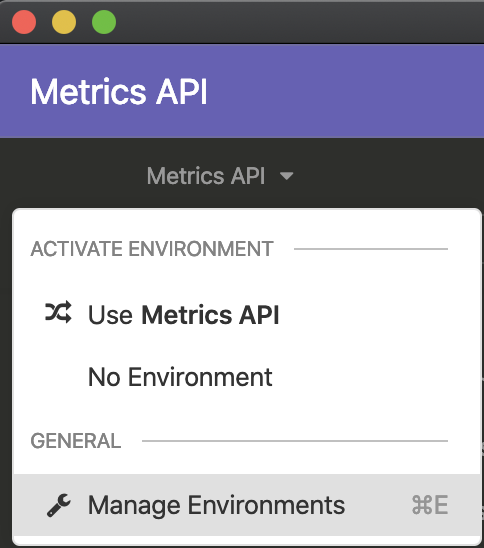 Metrics API
Metrics API
ACTIVATE ENVIRONMENT
Use Metrics API
No Environment
GENERAL
Manage Environments ⌘E